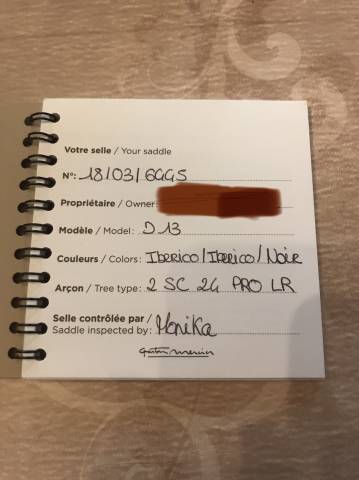 Votre selle / Your saddle
N°: 18/03/6995
Propriétaire / Owner:
Modèle / Model: D13
Couleurs / Colors: Iberico/Iberico/Noir
Arçon / Tree type: 2 SC 24 PRO LR
Selle contrôlée par /
Saddle inspected by: Monika